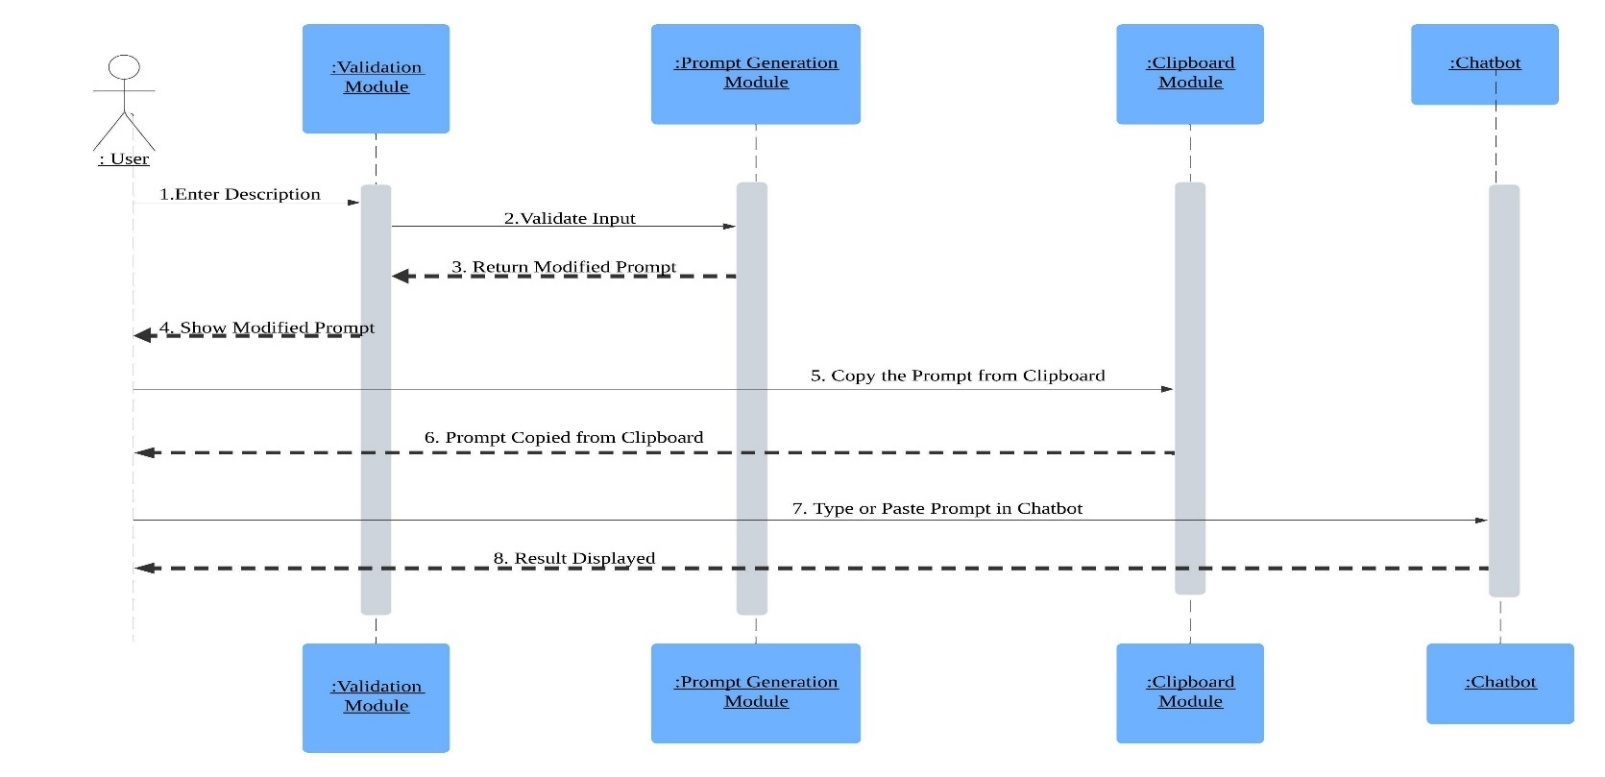 :Validation
Module
:Prompt Generation
Module
:Clipboard
Module
:Chatbot
: User
1.Enter Description
2.Validate Input
3. Return Modified Prompt
4. Show Modified Prompt
5. Copy the Prompt from Clipboard
6. Prompt Copied from Clipboard
7. Type or Paste Prompt in Chatbot
8. Result Displayed
:Validation
Module
:Prompt Generation
Module
:Clipboard
Module
:Chatbot